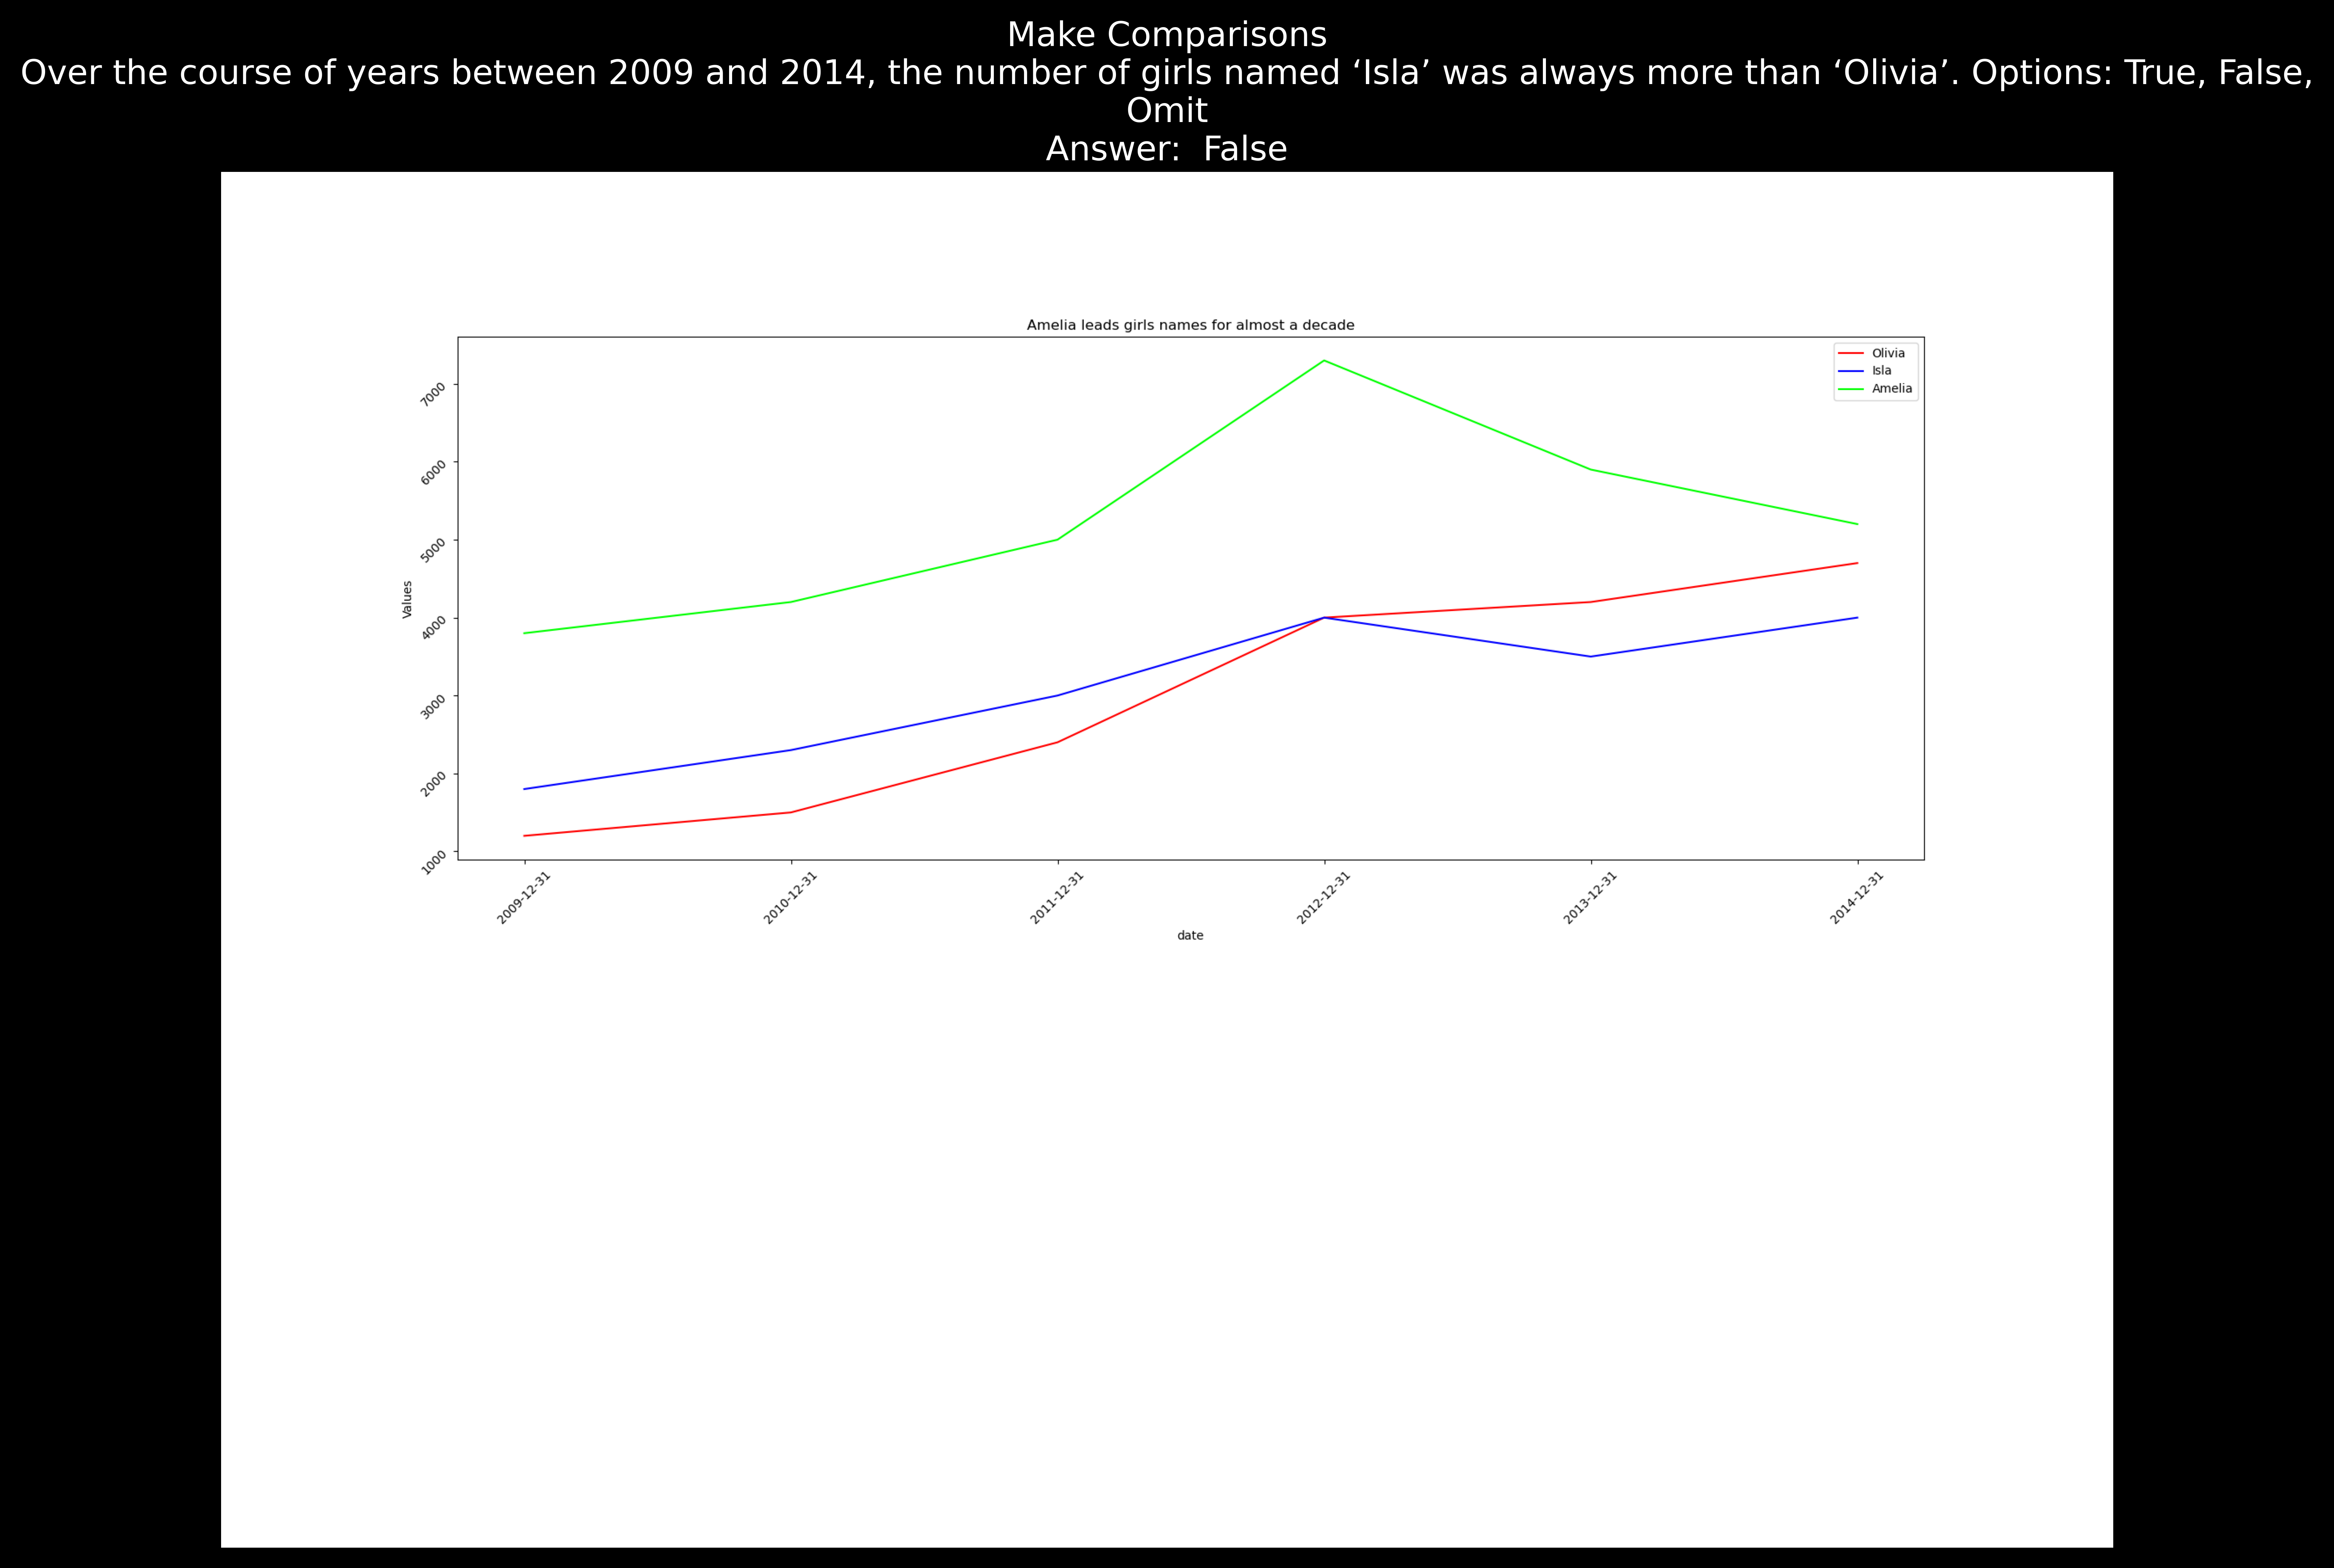 Make Comparisons
Over the course of years between 2009 and 2014, the number of girls named ‘Isla’ was always more than ‘Olivia’. Options: True, False,
Omit
Answer:  False
Amelia leads girls names for almost a decade
Olivia
Isla
Amelia
7000
6000
5000
4000
3000
2000
1000
Values
2009-12-31
2010-12-31
2011-12-31
2012-12-31
2013-12-31
2014-12-31
date